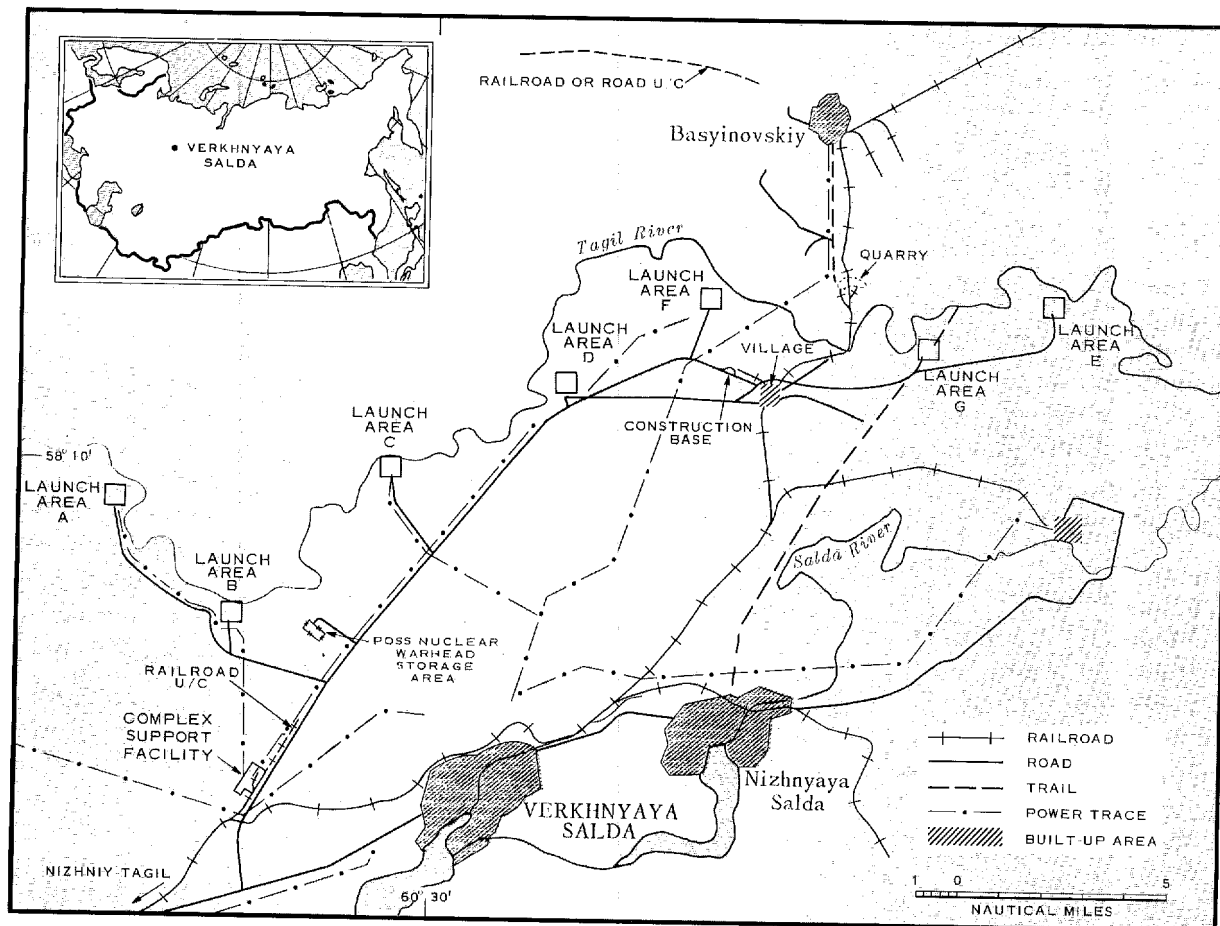 VERKHNYAYA
SALDA
RAILROAD OR ROAD U/C
Basyinovskiy
Tagil River
QUARRY
LAUNCH
AREA
F
LAUNCH
AREA
D
VILLAGE
LAUNCH
AREA
E
LAUNCH
AREA
G
LAUNCH
AREA
C
CONSTRUCTION
BASE
58° 10'
LAUNCH
AREA
A
LAUNCH
AREA
B
Salda River
POSS NUCLEAR
WARHEAD
STORAGE
AREA
RAILROAD
U/C
COMPLEX
SUPPORT
FACILITY
VERKHNYAYA
SALDA
Nizhnyaya
Salda
NIZHNIY TAGIL
60° 30'
RAILROAD
ROAD
TRAIL
POWER TRACE
BUILT-UP AREA
1 0 5
NAUTICAL MILES